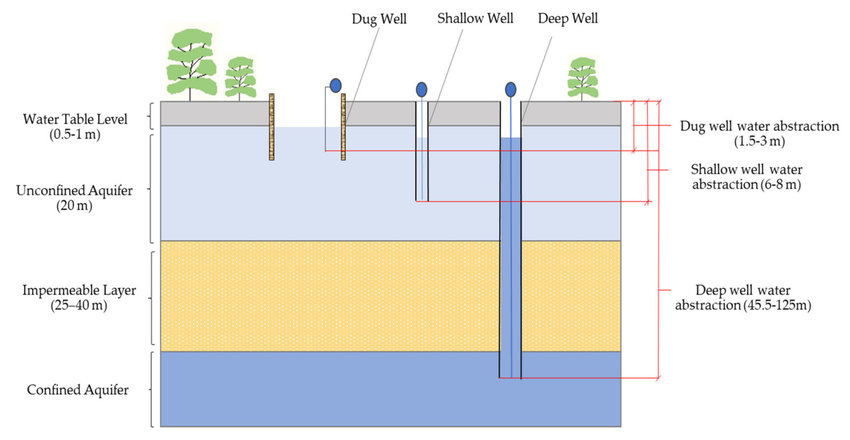 Dug Well
Shallow Well
Deep Well
Water Table Level
(0.5-1 m)
Unconfined Aquifer
(20 m)
Impermeable Layer
(25–40 m)
Confined Aquifer
Dug well water abstraction
(1.5-3 m)
Shallow well water
abstraction (6-8 m)
Deep well water
abstraction (45.5-125m)